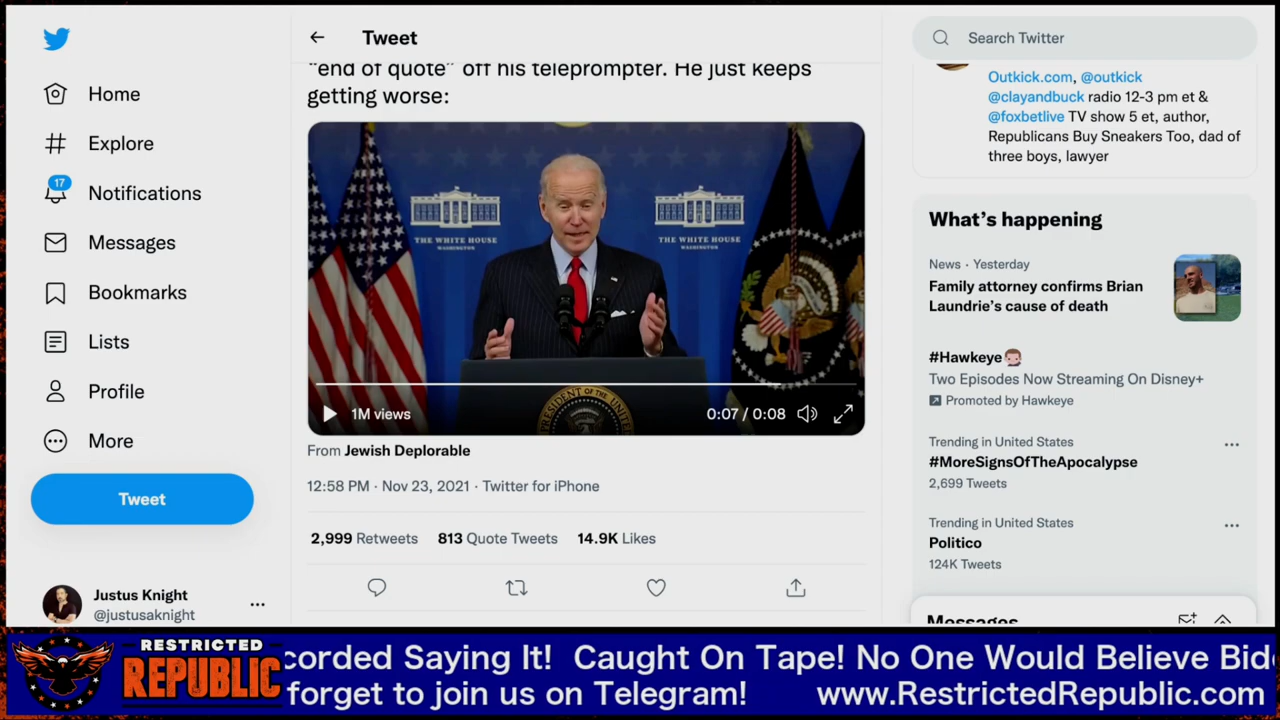 Home
Explore
17
Notifications
Messages
Bookmarks
Lists
Profile
More
Tweet
Justus Knight
@justusaknight
Tweet
“end of quote” off his teleprompter. He just keeps
getting worse:
THE WHITE HOUSE
WASHINGTON
THE WHITE HOUSE
WASHINGTON
1M views
0:07 / 0:08
From Jewish Deplorable
12:58 PM · Nov 23, 2021 · Twitter for iPhone
2,999 Retweets 813 Quote Tweets 14.9K Likes
Search Twitter
Outkick.com, @outkick
@clayandbuck radio 12-3 pm et &
@foxbetlive TV show 5 et, author,
Republicans Buy Sneakers Too, dad of
three boys, lawyer
What’s happening
News · Yesterday
Family attorney confirms Brian
Laundrie’s cause of death
#Hawkeye
Two Episodes Now Streaming On Disney+
Promoted by Hawkeye
Trending in United States
#MoreSignsOfTheApocalypse
2,699 Tweets
Trending in United States
Politico
124K Tweets
Messages
RESTRICTED
REPUBLIC
corded Saying It! Caught On Tape! No One Would Believe Bid
forget to join us on Telegram! www.RestrictedRepublic.com